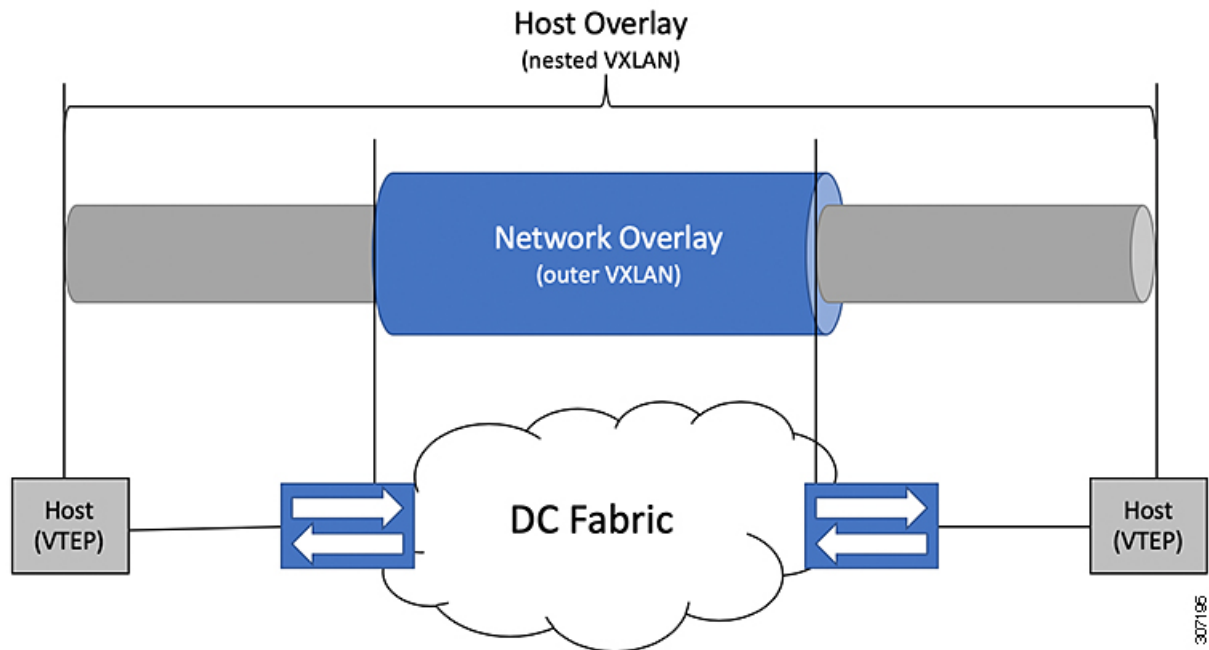 Host Overlay
(nested VXLAN)
Network Overlay
(outer VXLAN)
Host
(VTEP)
DC Fabric
Host
(VTEP)
307195